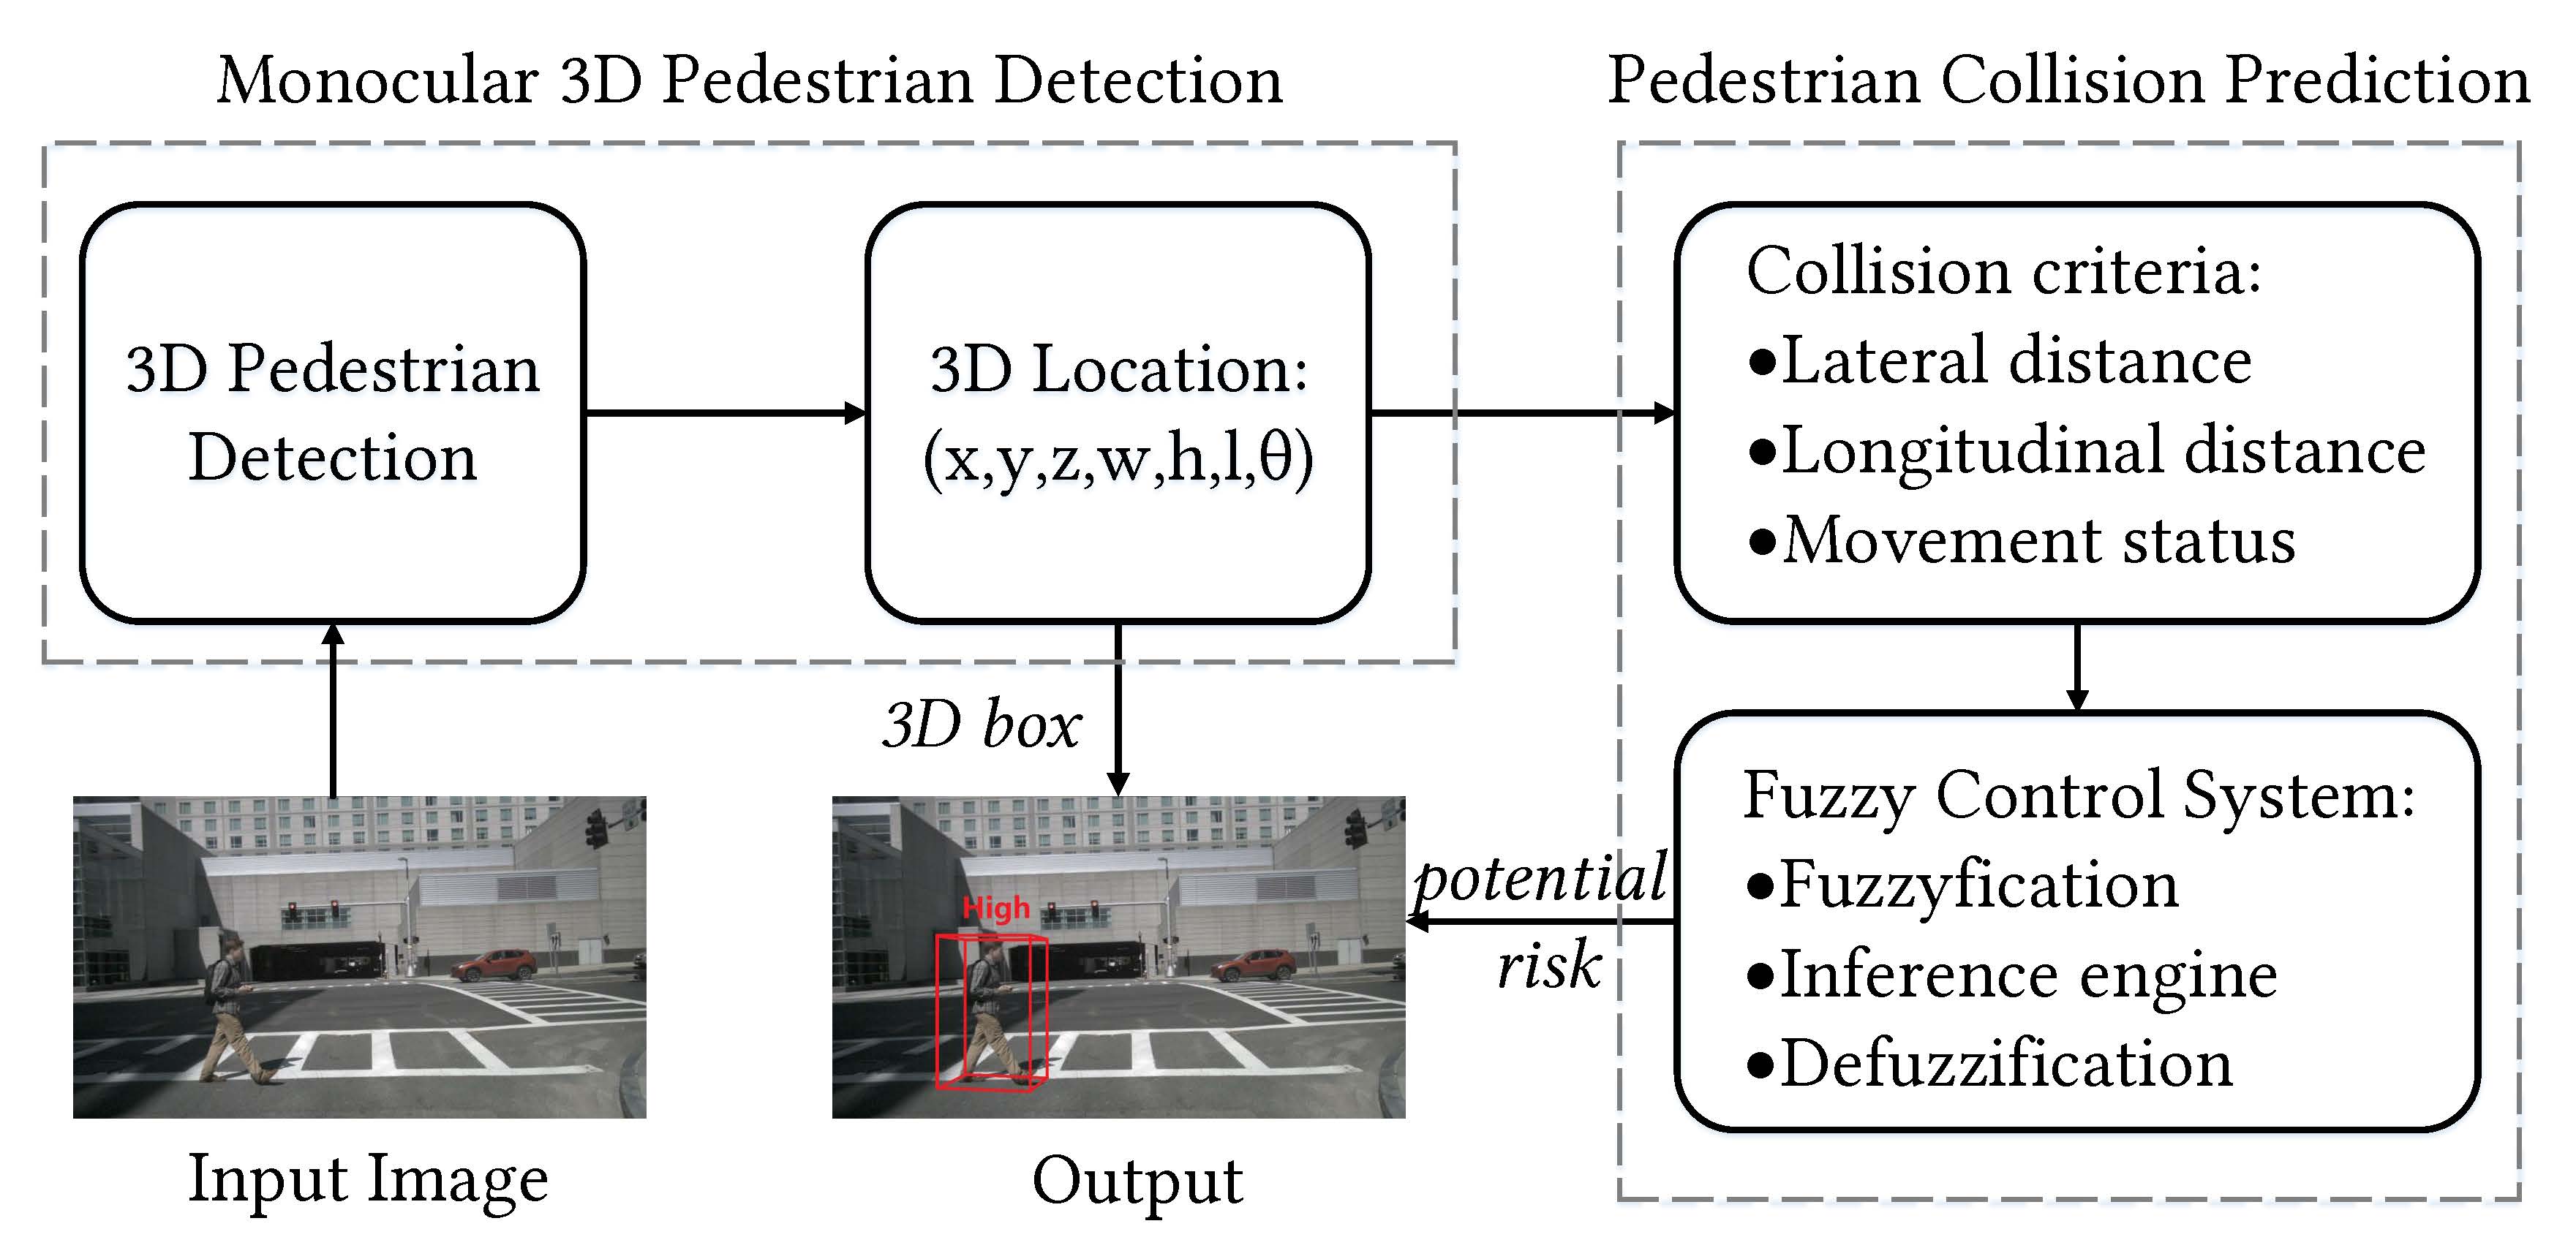 Monocular 3D Pedestrian Detection
Pedestrian Collision Prediction
3D Pedestrian
Detection
3D Location:
(x,y,z,w,h,l,θ)
Collision criteria:
•Lateral distance
•Longitudinal distance
•Movement status
3D box
Fuzzy Control System:
•Fuzzyfication
•Inference engine
•Defuzzification
potential
risk
High
Input Image
Output